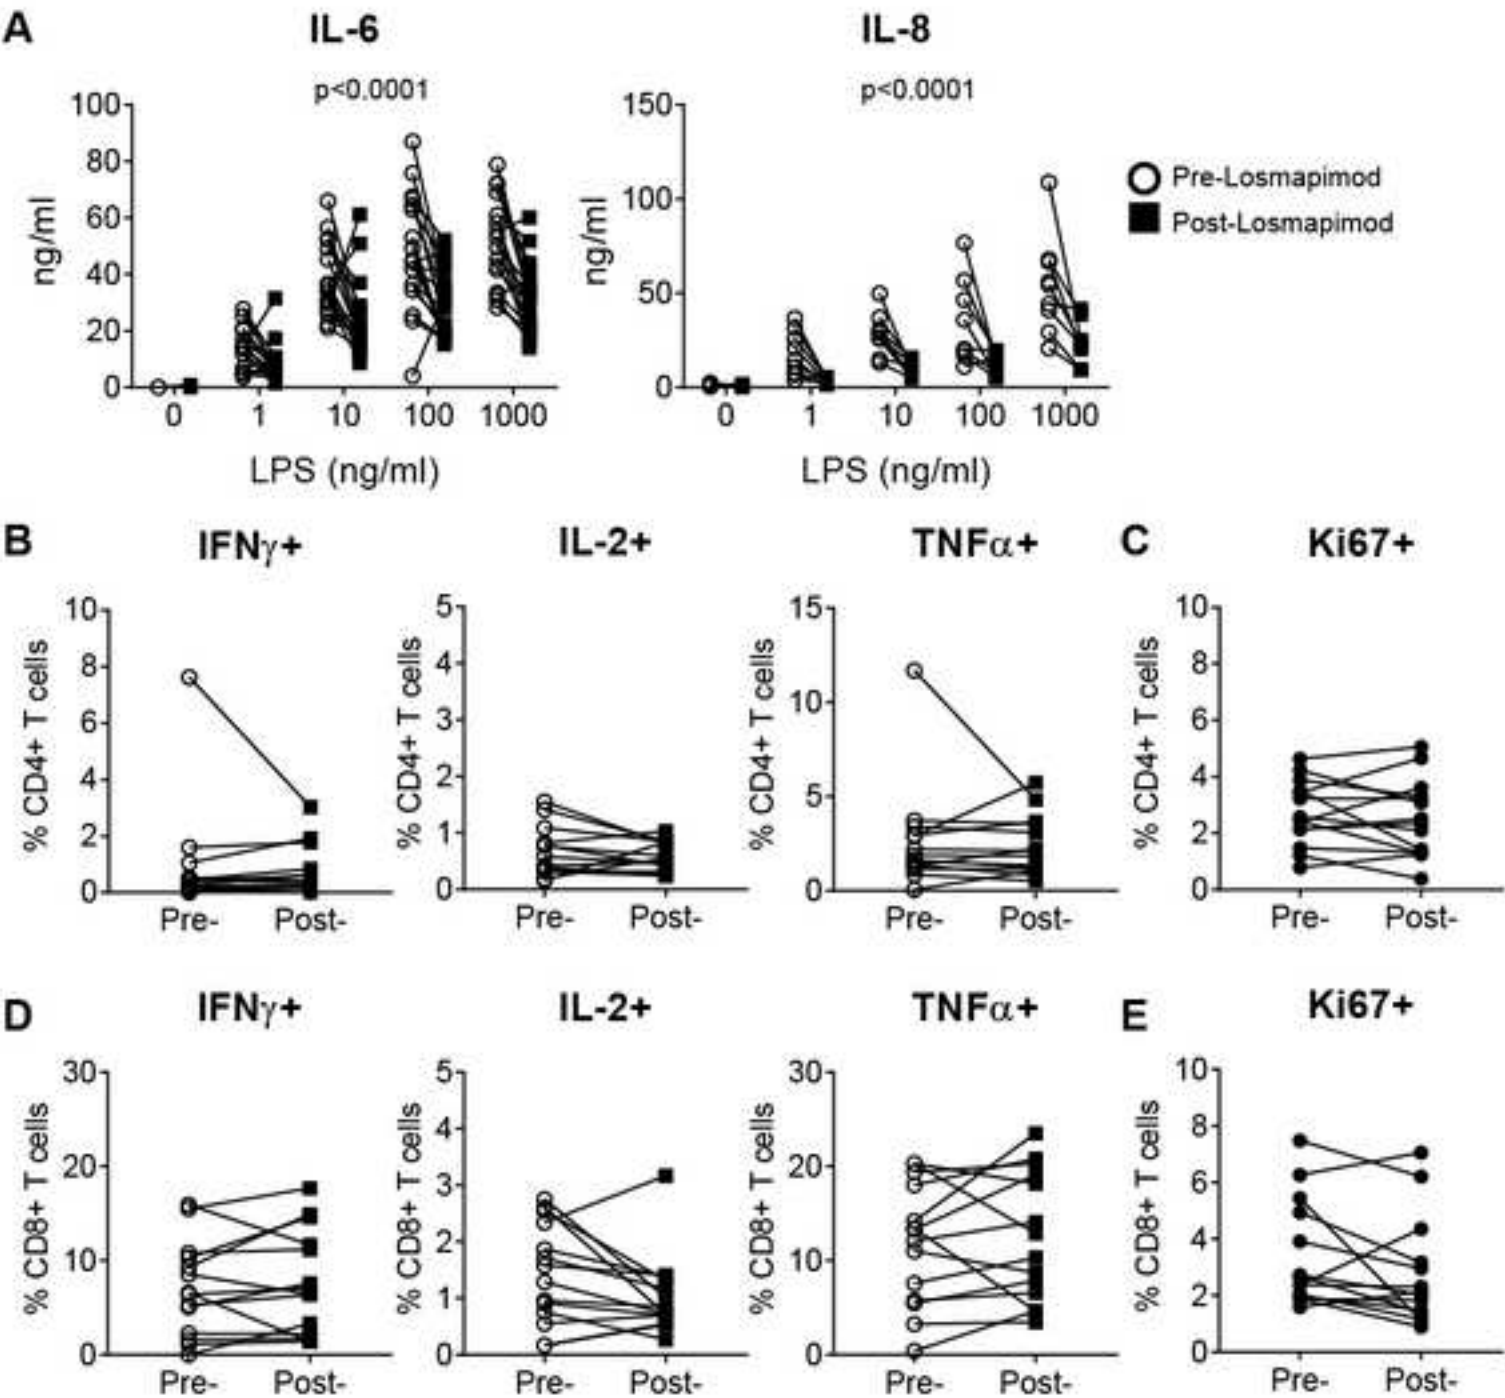 A
IL-6
IL-8
p<0.0001
p<0.0001
100
80
60
40
20
0
ng/ml
0 1 10 100 1000
LPS (ng/ml)
150
100
50
0
ng/ml
0 1 10 100 1000
LPS (ng/ml)
Pre-Losmapimod
Post-Losmapimod
B
IFNγ+
10
8
6
4
2
0
% CD4+ T cells
Pre- Post-
IL-2+
5
4
3
2
1
0
% CD4+ T cells
Pre- Post-
TNFα+
15
10
5
0
% CD4+ T cells
Pre- Post-
C
Ki67+
10
8
6
4
2
0
% CD4+ T cells
Pre- Post-
D
IFNγ+
30
20
10
0
% CD8+ T cells
Pre- Post-
IL-2+
5
4
3
2
1
0
% CD8+ T cells
Pre- Post-
TNFα+
30
20
10
0
% CD8+ T cells
Pre- Post-
E
Ki67+
10
8
6
4
2
0
% CD8+ T cells
Pre- Post-